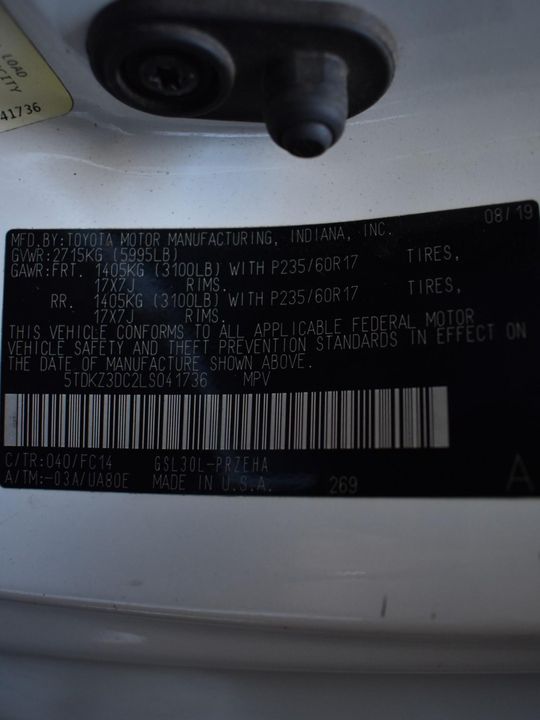 LOAD
CITY
41736
08/19
MFD.BY:TOYOTA MOTOR MANUFACTURING, INDIANA, INC.
GVWR:2715KG (5995LB)
GAWR:FRT. 1405KG (3100LB) WITH P235/60R17 TIRES,
17X7J RIMS.
RR. 1405KG (3100LB) WITH P235/60R17 TIRES,
17X7J RIMS.
THIS VEHICLE CONFORMS TO ALL APPLICABLE FEDERAL MOTOR
VEHICLE SAFETY AND THEFT PREVENTION STANDARDS IN EFFECT ON
THE DATE OF MANUFACTURE SHOWN ABOVE.
5TDKZ3DC2LS041736 MPV
C/TR:040/FC14 GSL30L-PRZEHA
A/TM:-03A/UA80E MADE IN U.S.A. 269 A